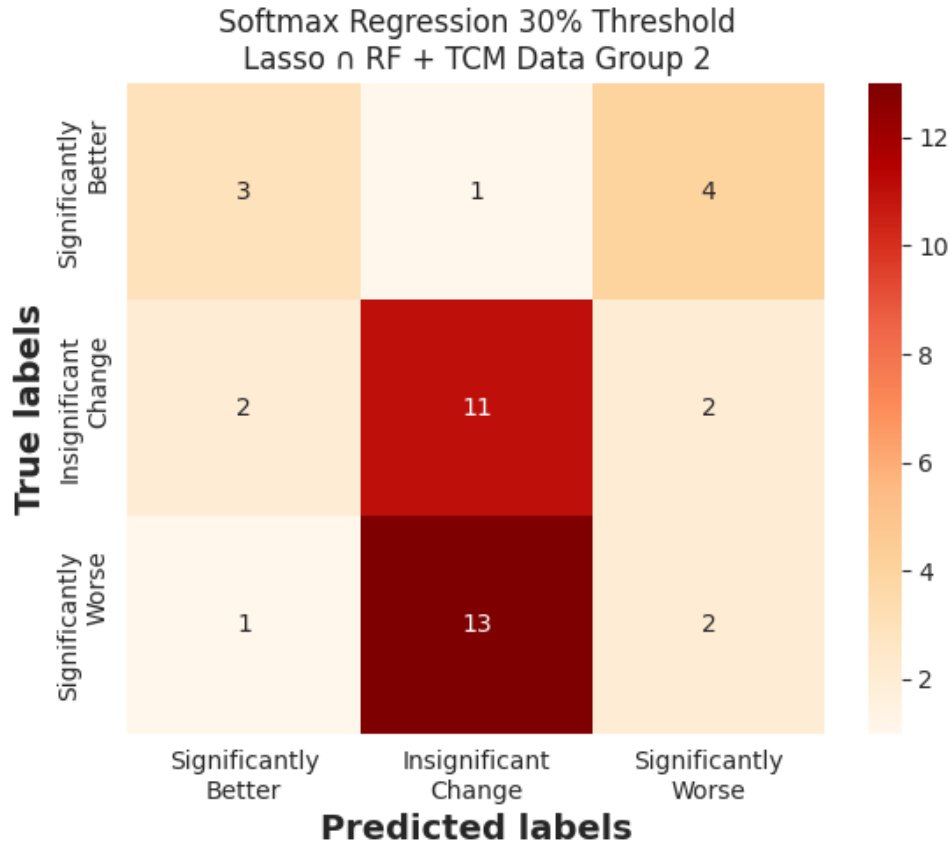 Softmax Regression 30% Threshold
Lasso ∩ RF + TCM Data Group 2
True labels
Significantly
Better
3 1 4
Insignificant
Change
2 11 2
Significantly
Worse
1 13 2
Significantly
Better
Insignificant
Change
Significantly
Worse
Predicted labels
12
10
8
6
4
2